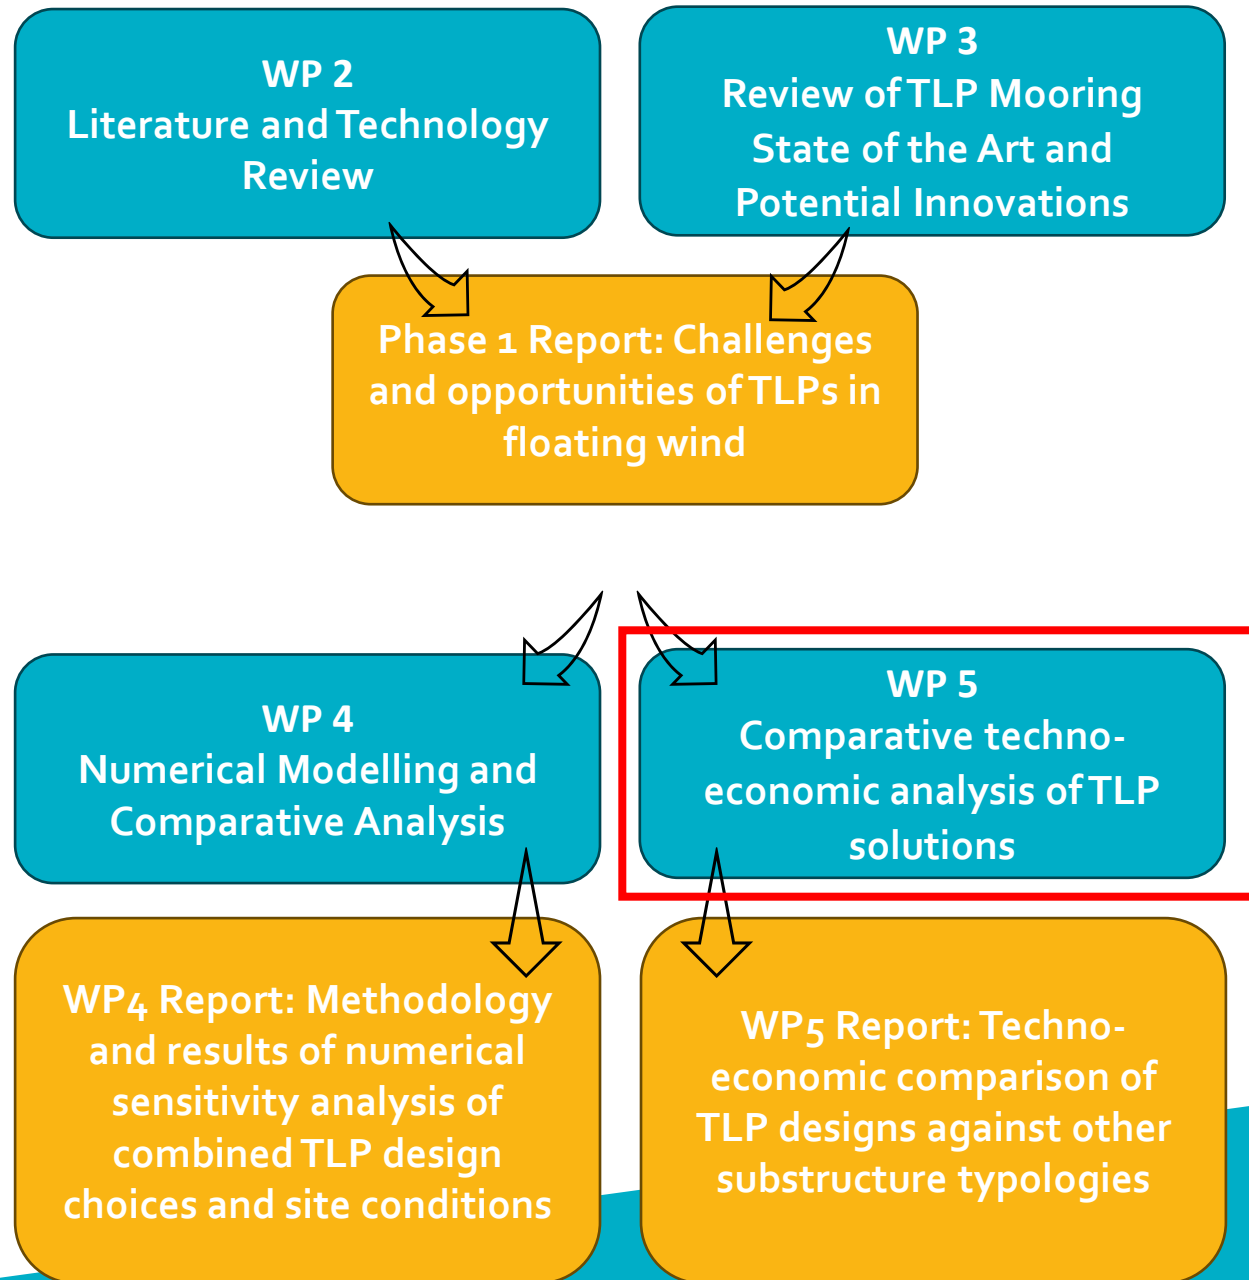 WP 2
Literature and Technology
Review
WP 3
Review of TLP Mooring
State of the Art and
Potential Innovations
Phase 1 Report: Challenges
and opportunities of TLPs in
floating wind
WP 4
Numerical Modelling and
Comparative Analysis
WP 5
Comparative techno-
economic analysis of TLP
solutions
WP4 Report: Methodology
and results of numerical
sensitivity analysis of
combined TLP design
choices and site conditions
WP5 Report: Techno-
economic comparison of
TLP designs against other
substructure typologies